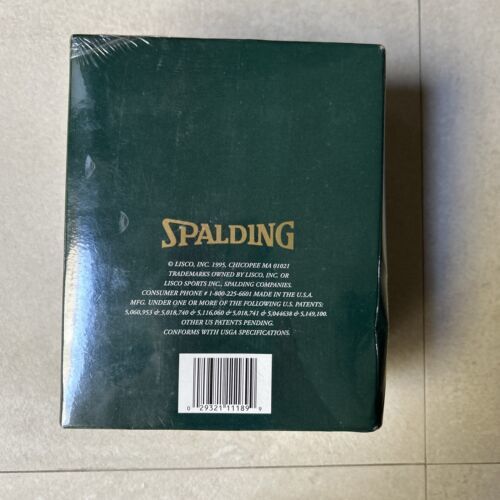 SPALDING
© LISCO, INC. 1995, CHICOPEE MA 01021
TRADEMARKS OWNED BY LISCO, INC. OR
LISCO SPORTS INC., SPALDING COMPANIES.
CONSUMER PHONE # 1-800-225-6601 MADE IN THE U.S.A.
MFG. UNDER ONE OR MORE OF THE FOLLOWING U.S. PATENTS:
5,060,953 & 5,018,740 & 5,116,060 & 5,018,741 & 5,044638 & 5,149,100.
OTHER US PATENTS PENDING.
CONFORMS WITH USGA SPECIFICATIONS.
0 29321 11189 9